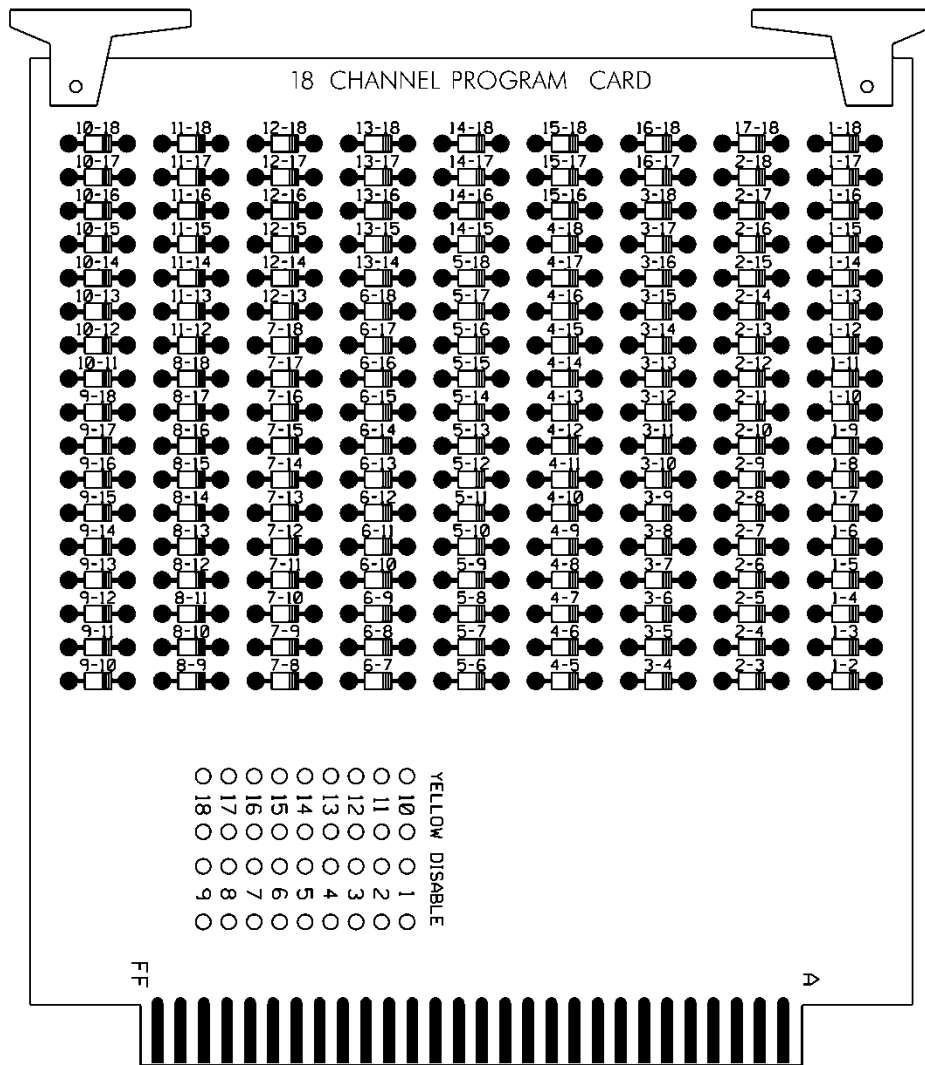 18 CHANNEL PROGRAM CARD
10-18 11-18 12-18 13-18 14-18 15-18 16-18 17-18 1-18
10-17 11-17 12-17 13-17 14-17 15-17 16-17 2-18 1-17
10-16 11-16 12-16 13-16 14-16 15-16 3-18 2-17 1-16
10-15 11-15 12-15 13-15 14-15 4-18 3-17 2-16 1-15
10-14 11-14 12-14 13-14 5-18 4-17 3-16 2-15 1-14
10-13 11-13 12-13 6-18 5-17 4-16 3-15 2-14 1-13
10-12 11-12 7-18 6-17 5-16 4-15 3-14 2-13 1-12
10-11 8-18 7-17 6-16 5-15 4-14 3-13 2-12 1-11
9-18 8-17 7-16 6-15 5-14 4-13 3-12 2-11 1-10
9-17 8-16 7-15 6-14 5-13 4-12 3-11 2-10 1-9
9-16 8-15 7-14 6-13 5-12 4-11 3-10 2-9 1-8
9-15 8-14 7-13 6-12 5-11 4-10 3-9 2-8 1-7
9-14 8-13 7-12 6-11 5-10 4-9 3-8 2-7 1-6
9-13 8-12 7-11 6-10 5-9 4-8 3-7 2-6 1-5
9-12 8-11 7-10 6-9 5-8 4-7 3-6 2-5 1-4
9-11 8-10 7-9 6-8 5-7 4-6 3-5 2-4 1-3
9-10 8-9 7-8 6-7 5-6 4-5 3-4 2-3 1-2
YELLOW DISABLE
10 1
11 2
12 3
13 4
14 5
15 6
16 7
17 8
18 9
FF A